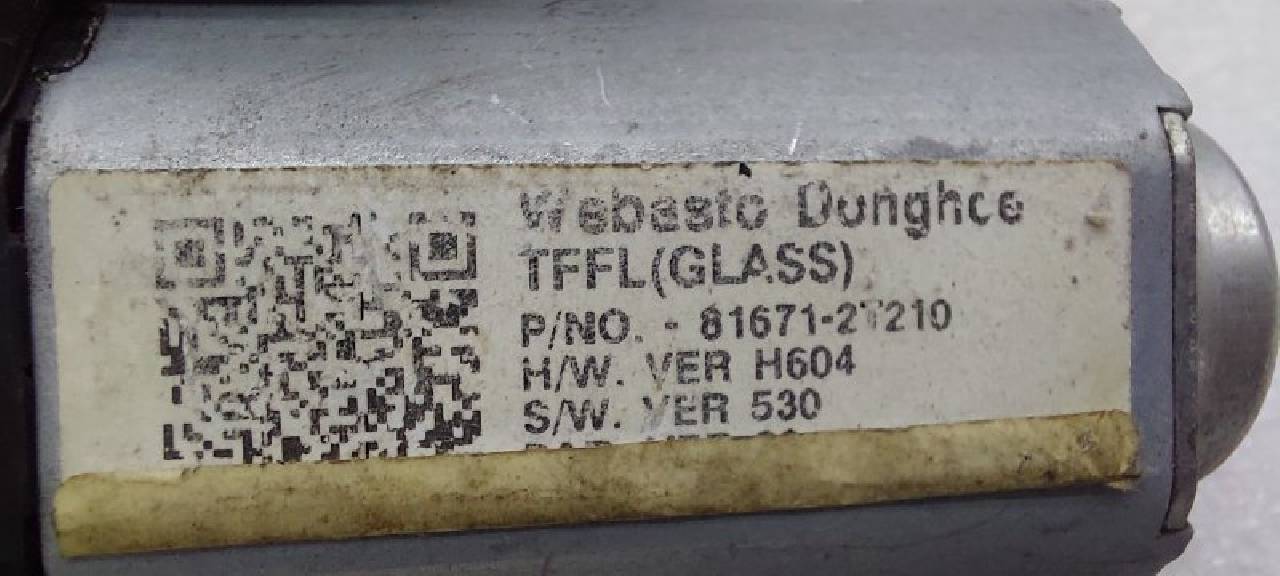 Webasto Donghee
TFFL(GLASS)
P/NO. - 81671-2T210
H/W. VER H604
S/W. VER 530